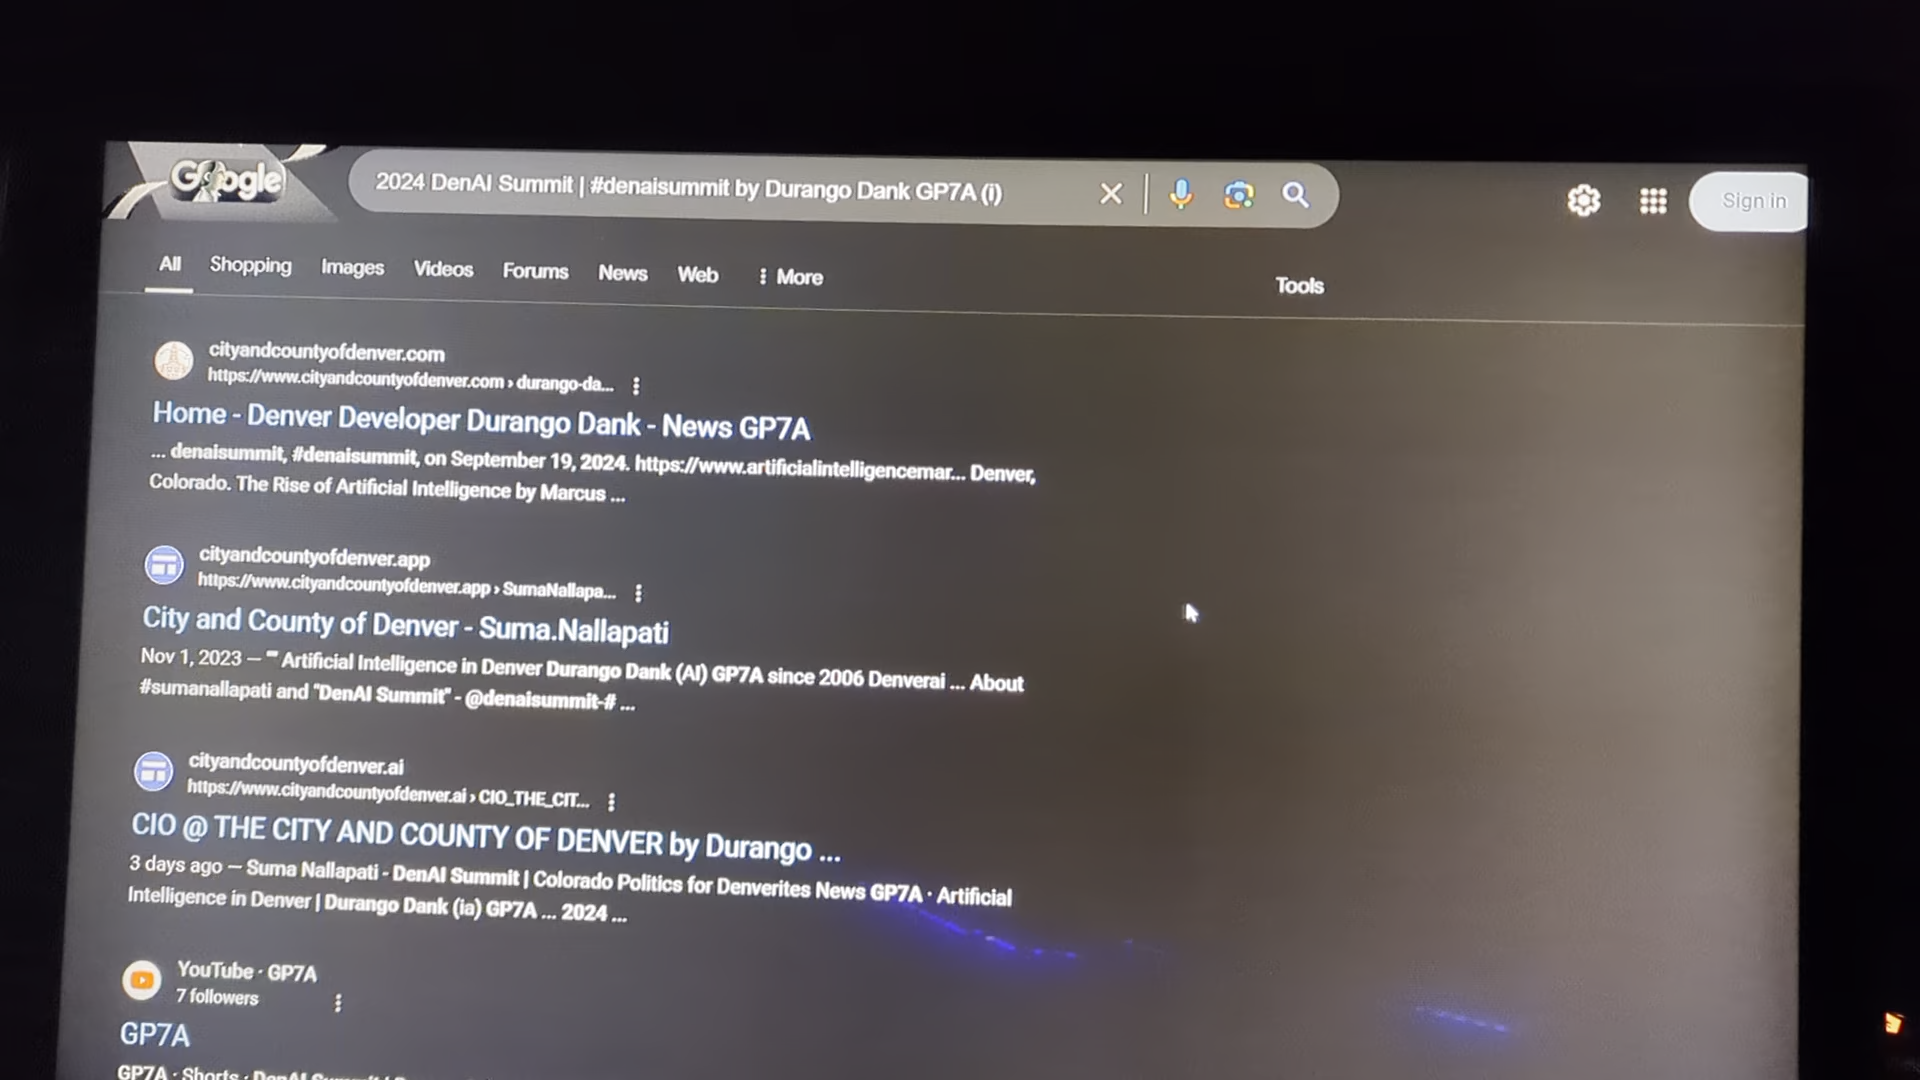 Google
2024 DenAI Summit | #denaisummit by Durango Dank GP7A (i)
Sign in
All Shopping Images Videos Forums News Web More Tools
cityandcountyofdenver.com
https://www.cityandcountyofdenver.com › durango-da...
Home - Denver Developer Durango Dank - News GP7A
... denaisummit, #denaisummit, on September 19, 2024. https://www.artificialintelligencemar... Denver,
Colorado. The Rise of Artificial Intelligence by Marcus ...
cityandcountyofdenver.app
https://www.cityandcountyofdenver.app › SumaNallapa...
City and County of Denver - Suma.Nallapati
Nov 1, 2023 — "" Artificial Intelligence in Denver Durango Dank (AI) GP7A since 2006 Denverai ... About
#sumanallapati and "DenAI Summit" - @denaisummit-# ...
cityandcountyofdenver.ai
https://www.cityandcountyofdenver.ai › CIO_THE_CIT...
CIO @ THE CITY AND COUNTY OF DENVER by Durango ...
3 days ago — Suma Nallapati - DenAI Summit | Colorado Politics for Denverites News GP7A · Artificial
Intelligence in Denver | Durango Dank (ia) GP7A ... 2024 ...
YouTube · GP7A
7 followers
GP7A
GP7A · Shorts · DenAI Summit |